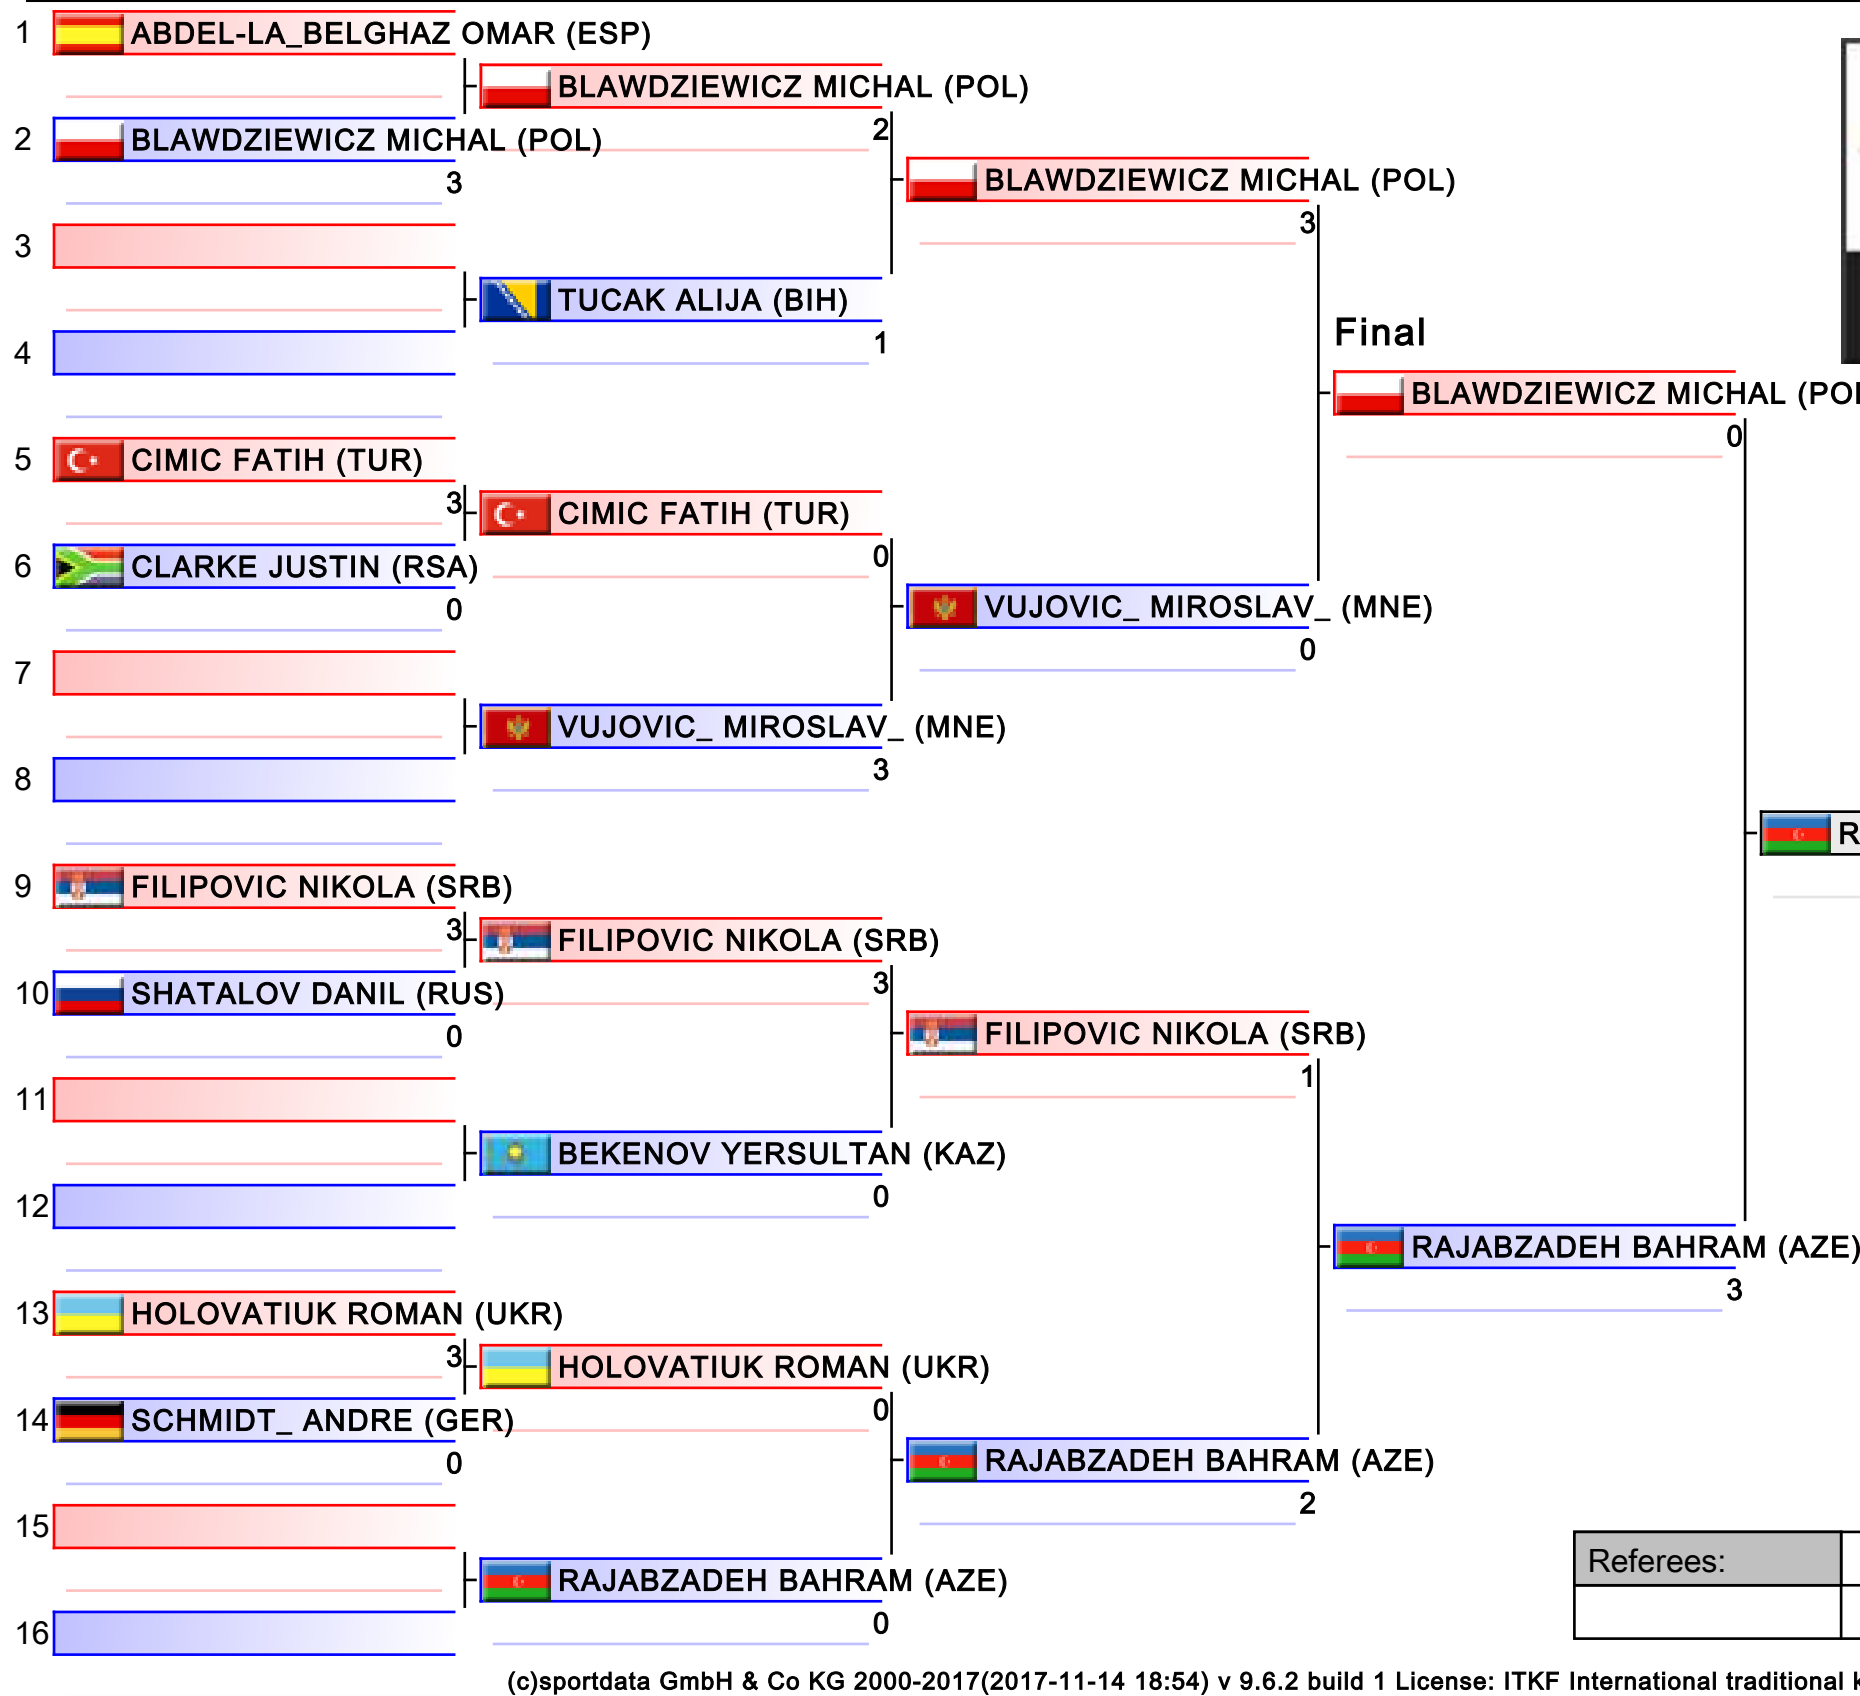 1 ABDEL-LA_BELGHAZ OMAR (ESP)
BLAWDZIEWICZ MICHAL (POL)
2
2 BLAWDZIEWICZ MICHAL (POL)
3
BLAWDZIEWICZ MICHAL (POL)
3
3
TUCAK ALIJA (BIH)
1
4
Final
BLAWDZIEWICZ MICHAL (POL
0
5 CIMIC FATIH (TUR)
3
CIMIC FATIH (TUR)
0
6 CLARKE JUSTIN (RSA)
0
VUJOVIC_ MIROSLAV_ (MNE)
0
7
VUJOVIC_ MIROSLAV_ (MNE)
3
8
R
9 FILIPOVIC NIKOLA (SRB)
3
FILIPOVIC NIKOLA (SRB)
3
10 SHATALOV DANIL (RUS)
0
FILIPOVIC NIKOLA (SRB)
1
11
BEKENOV YERSULTAN (KAZ)
0
12
RAJABZADEH BAHRAM (AZE)
3
13 HOLOVATIUK ROMAN (UKR)
3
HOLOVATIUK ROMAN (UKR)
0
14 SCHMIDT_ ANDRE (GER)
0
RAJABZADEH BAHRAM (AZE)
2
15
Referees:
RAJABZADEH BAHRAM (AZE)
0
16
(c)sportdata GmbH & Co KG 2000-2017(2017-11-14 18:54) v 9.6.2 build 1 License: ITKF International traditional k